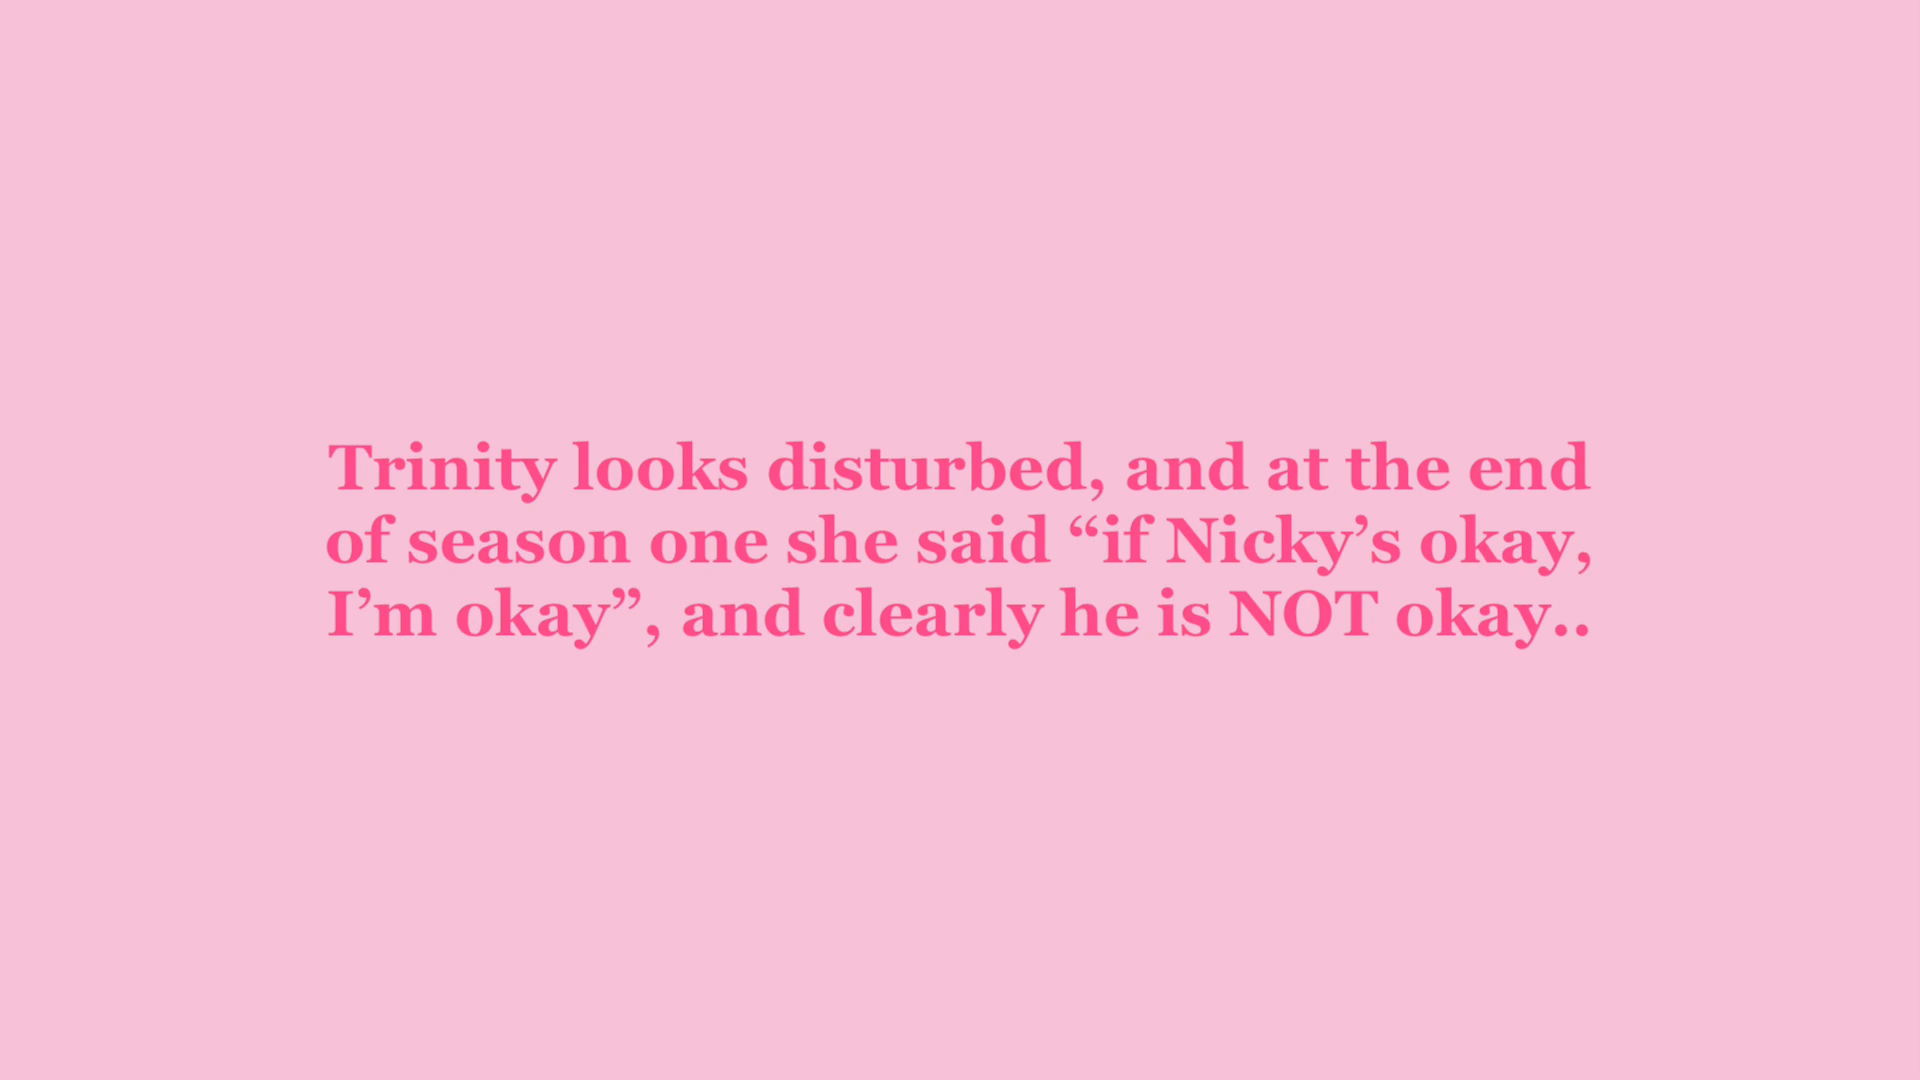 Trinity looks disturbed, and at the end
of season one she said “if Nicky’s okay,
I’m okay”, and clearly he is NOT okay..